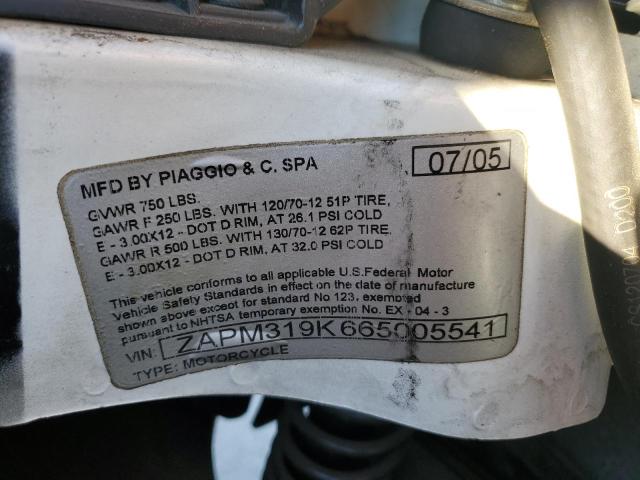 MFD BY PIAGGIO & C. SPA 07/05
GVWR 750 LBS.
GAWR F 250 LBS. WITH 120/70-12 51P TIRE,
E - 3.00X12 - DOT D RIM, AT 26.1 PSI COLD
GAWR R 500 LBS. WITH 130/70-12 62P TIRE,
E - 3.00X12 - DOT D RIM, AT 32.0 PSI COLD
This vehicle conforms to all applicable U.S.Federal Motor
Vehicle Safety Standards in effect on the date of manufacture
shown above except for standard No 123, exempted
pursuant to NHTSA temporary exemption No. EX - 04 - 3
VIN: ZAPM319K665005541
TYPE: MOTORCYCLE
D200